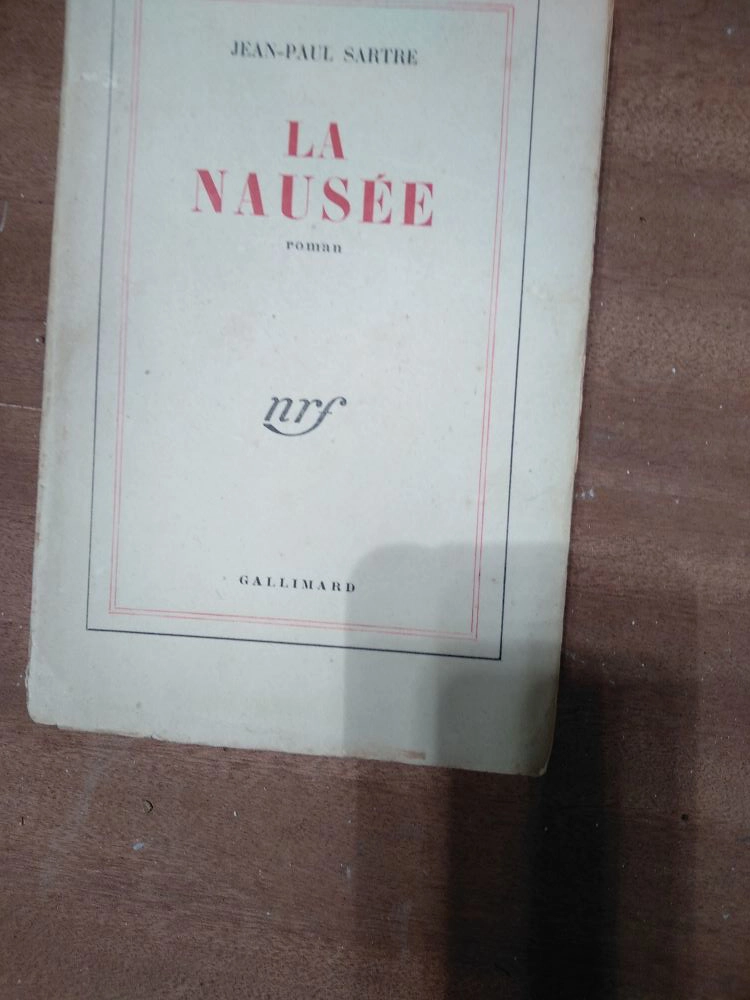 JEAN-PAUL SARTRE
LA
NAUSÉE
roman
nrf
GALLIMARD